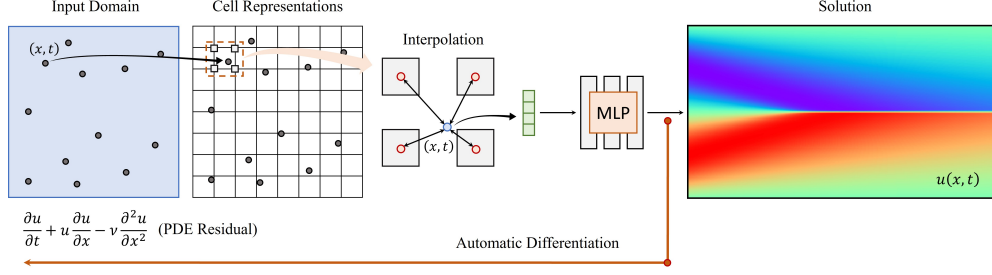 Input Domain
Cell Representations
Solution
(x, t)
Interpolation
(x, t)
MLP
u(x, t)
∂u/∂t + u ∂u/∂x − ν ∂²u/∂x² (PDE Residual)
Automatic Differentiation